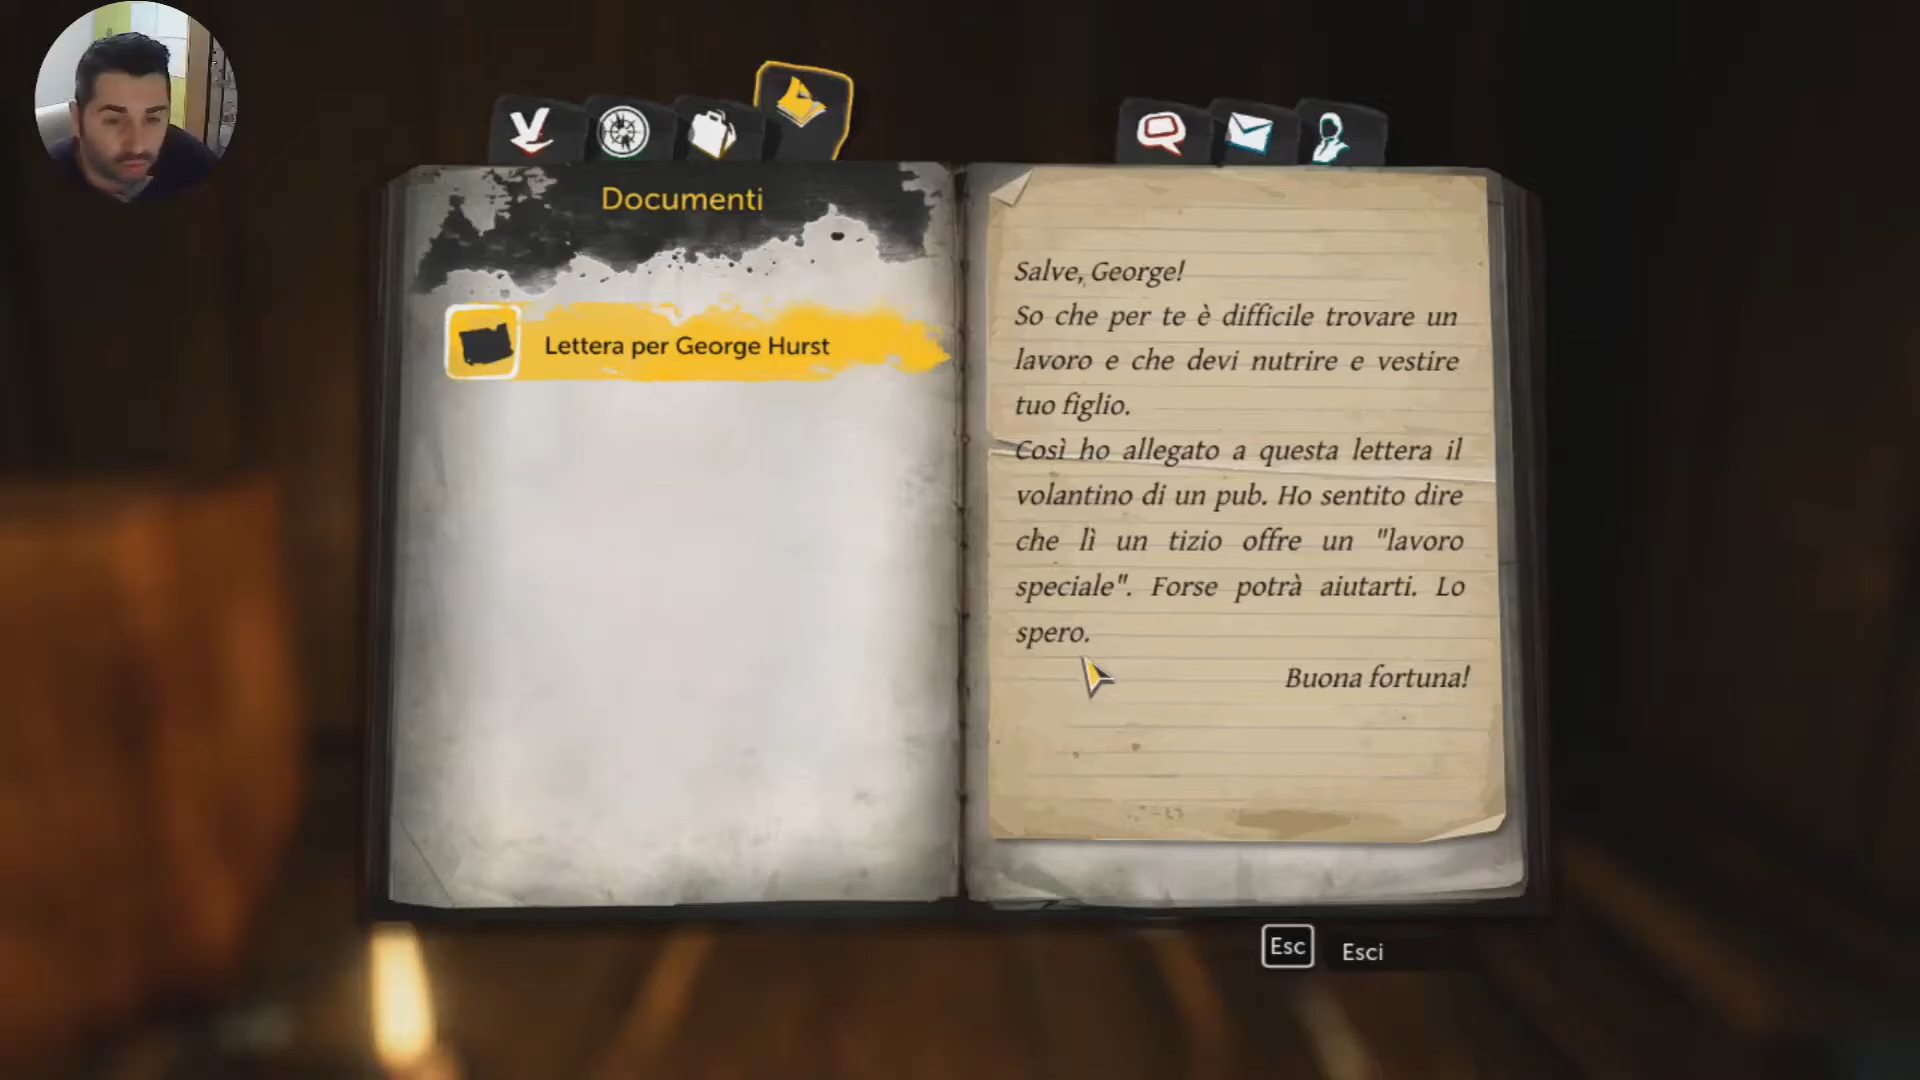 Documenti
Lettera per George Hurst
Salve, George!
So che per te è difficile trovare un
lavoro e che devi nutrire e vestire
tuo figlio.
Così ho allegato a questa lettera il
volantino di un pub. Ho sentito dire
che lì un tizio offre un "lavoro
speciale". Forse potrà aiutarti. Lo
spero.
Buona fortuna!
Esc Esci